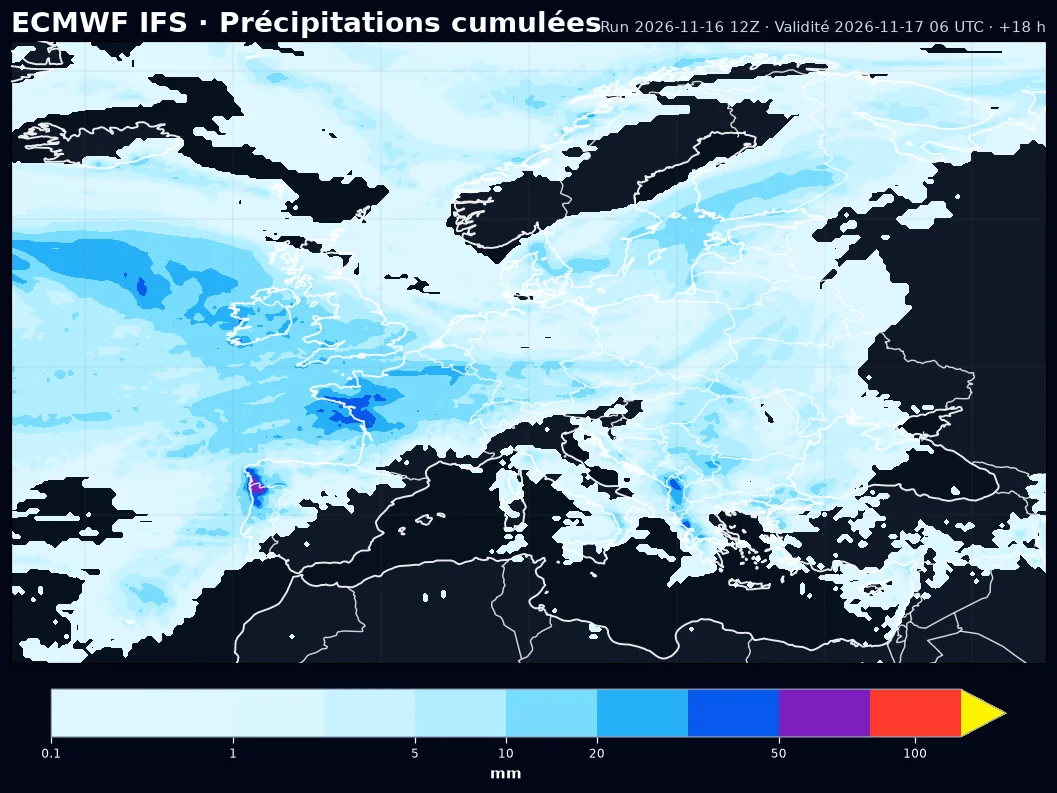 ECMWF IFS · Précipitations cumulées
Run 2026-11-16 12Z · Validité 2026-11-17 06 UTC · +18 h
0.1 1 5 10 20 50 100
mm